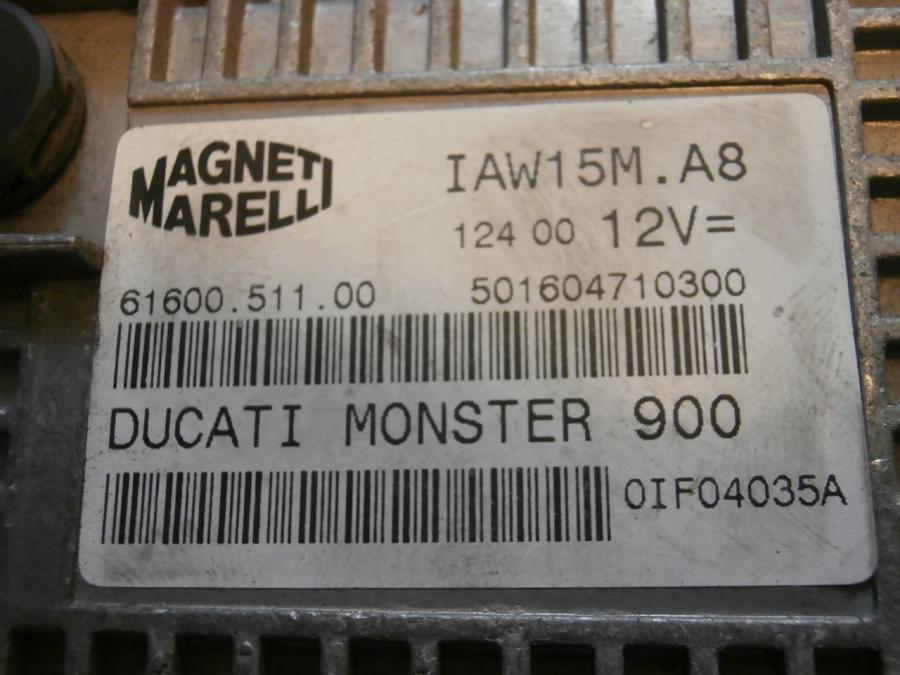 MAGNETI
MARELLI
IAW15M.A8
124 00 12V=
61600.511.00 501604710300
DUCATI MONSTER 900
0IF04035A